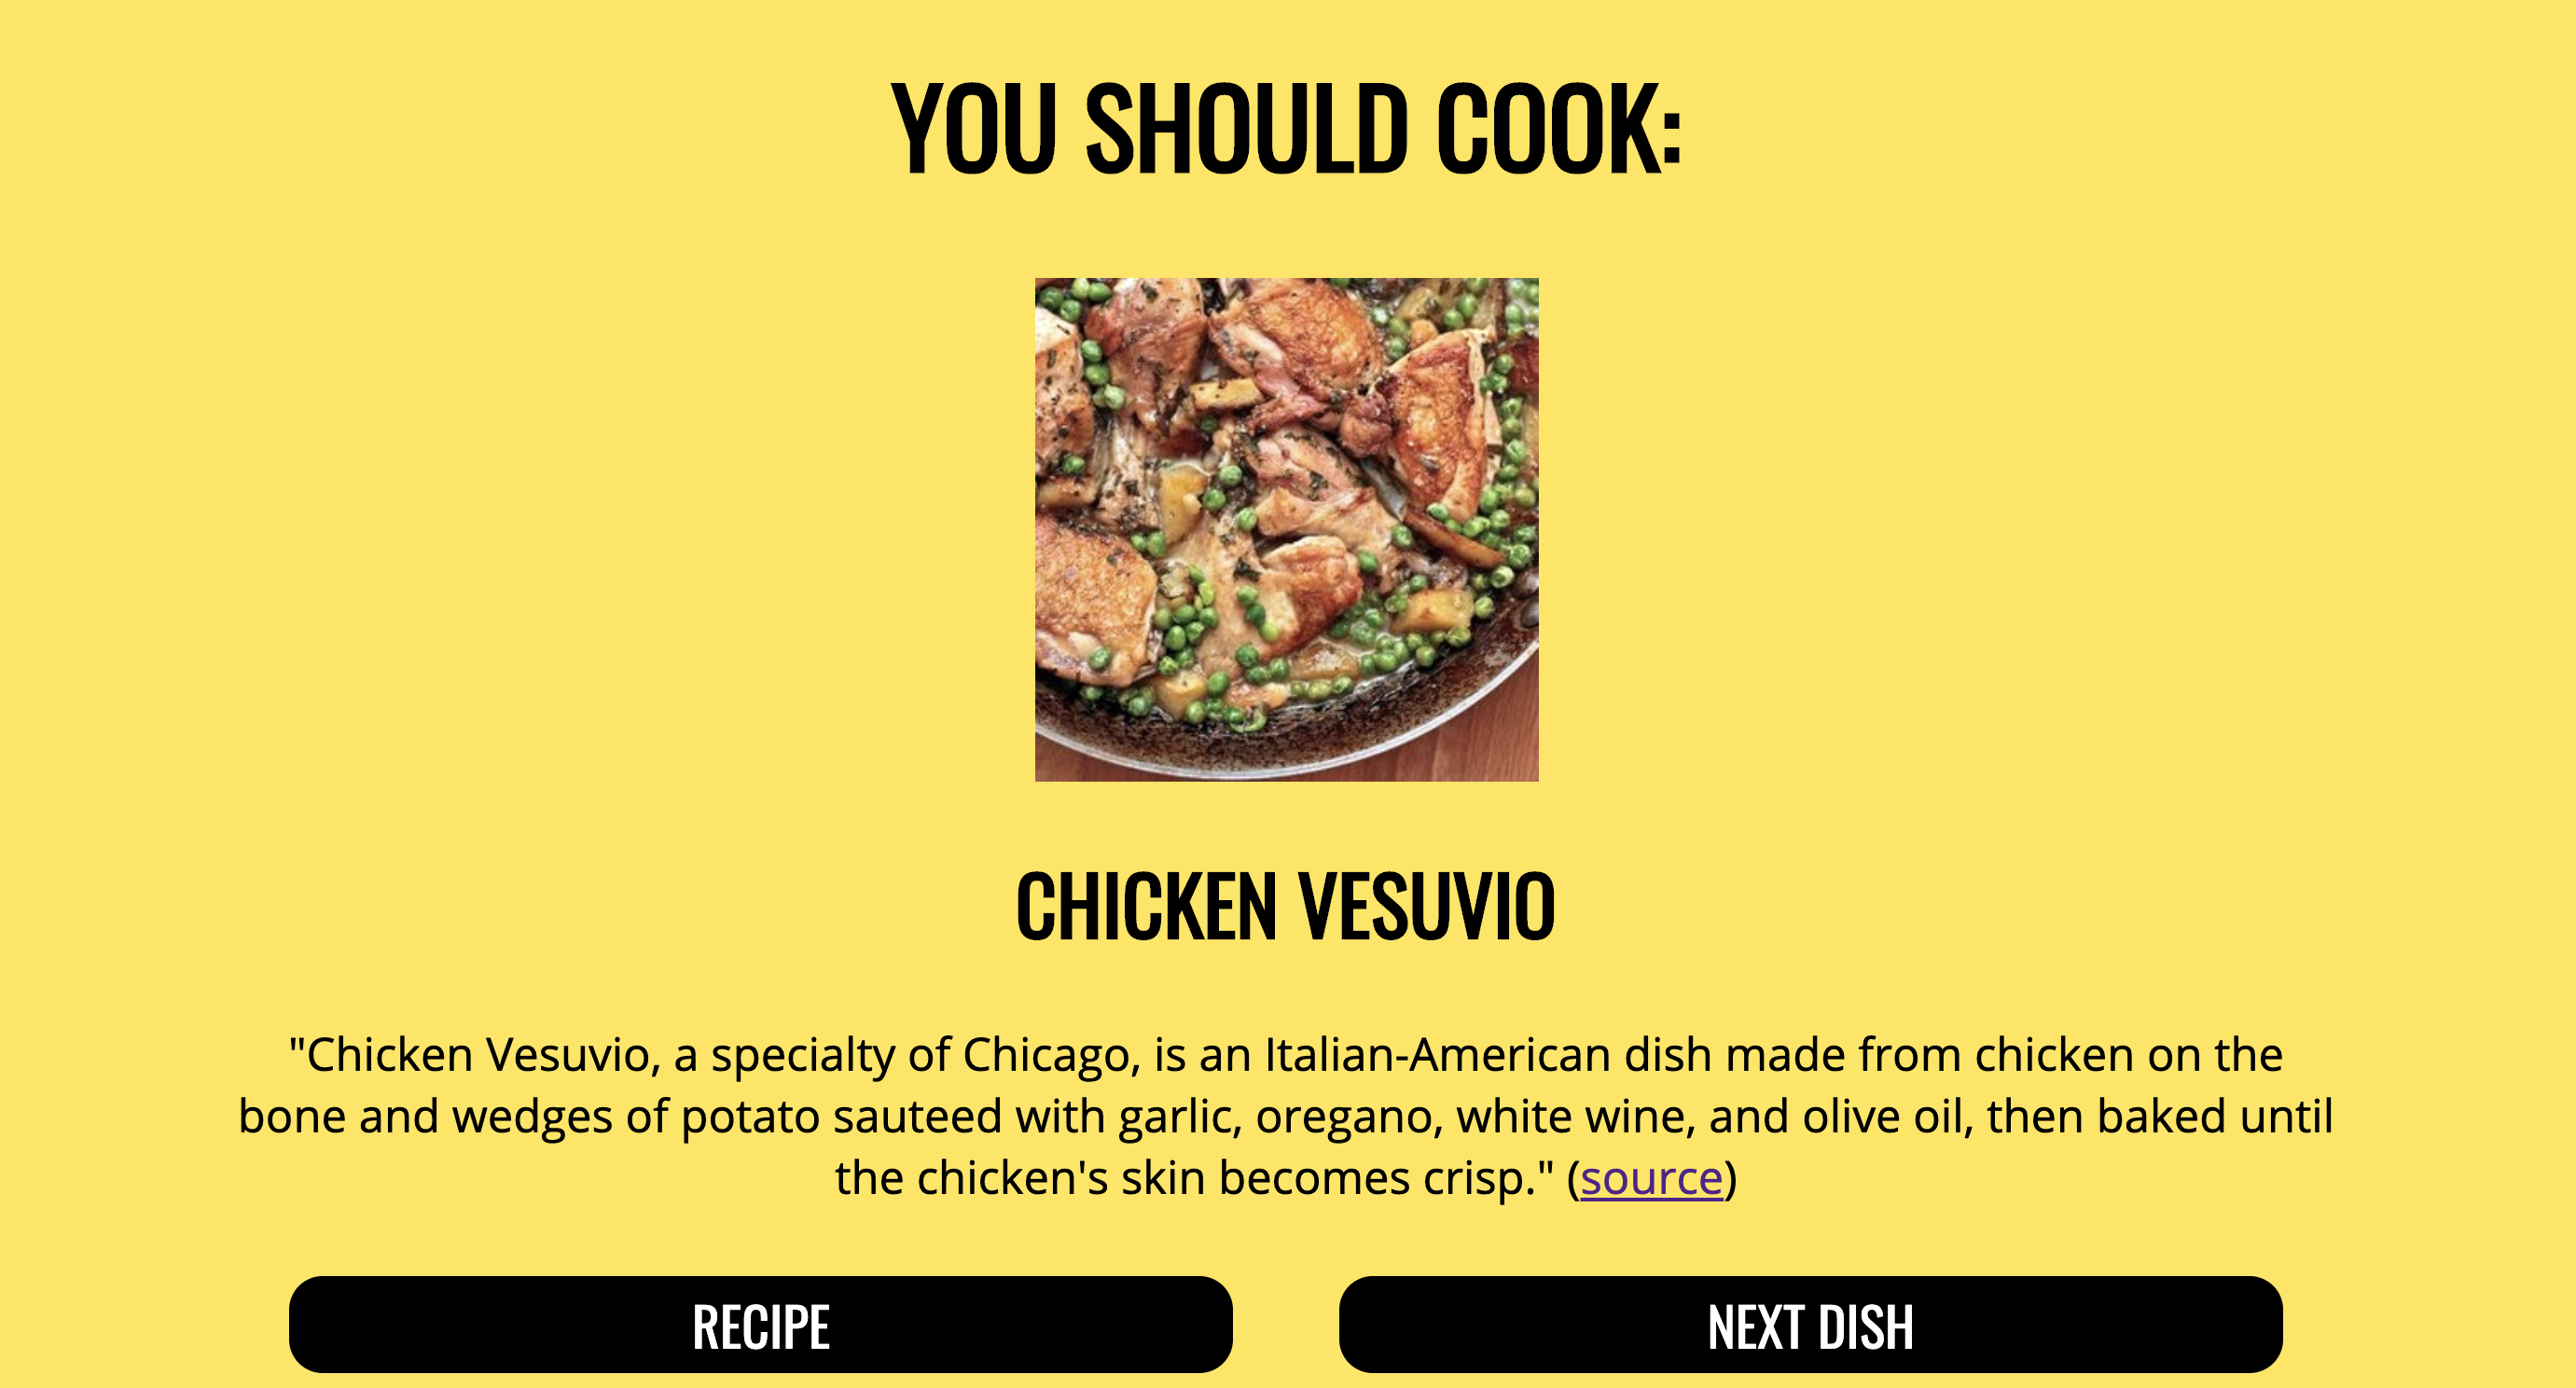 YOU SHOULD COOK:
CHICKEN VESUVIO
"Chicken Vesuvio, a specialty of Chicago, is an Italian-American dish made from chicken on the
bone and wedges of potato sauteed with garlic, oregano, white wine, and olive oil, then baked until
the chicken's skin becomes crisp." (source)
RECIPE
NEXT DISH